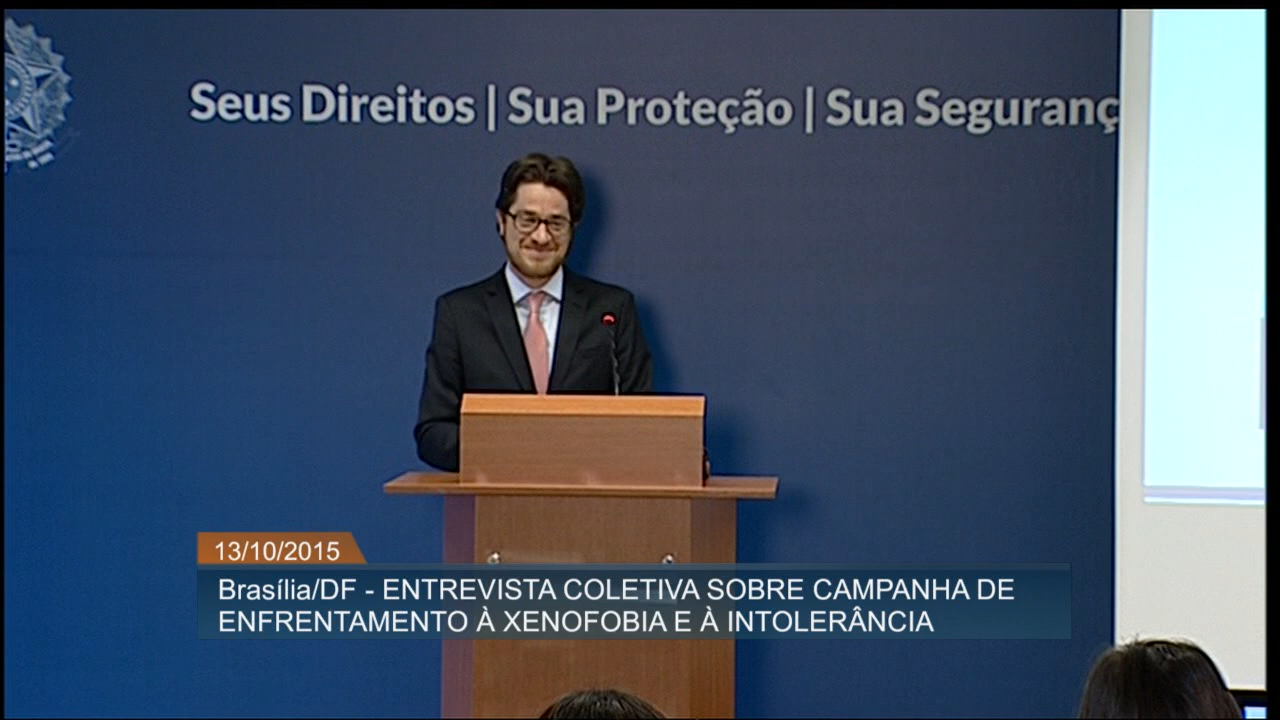 Seus Direitos | Sua Proteção | Sua Seguranç
13/10/2015
Brasília/DF - ENTREVISTA COLETIVA SOBRE CAMPANHA DE
ENFRENTAMENTO À XENOFOBIA E À INTOLERÂNCIA